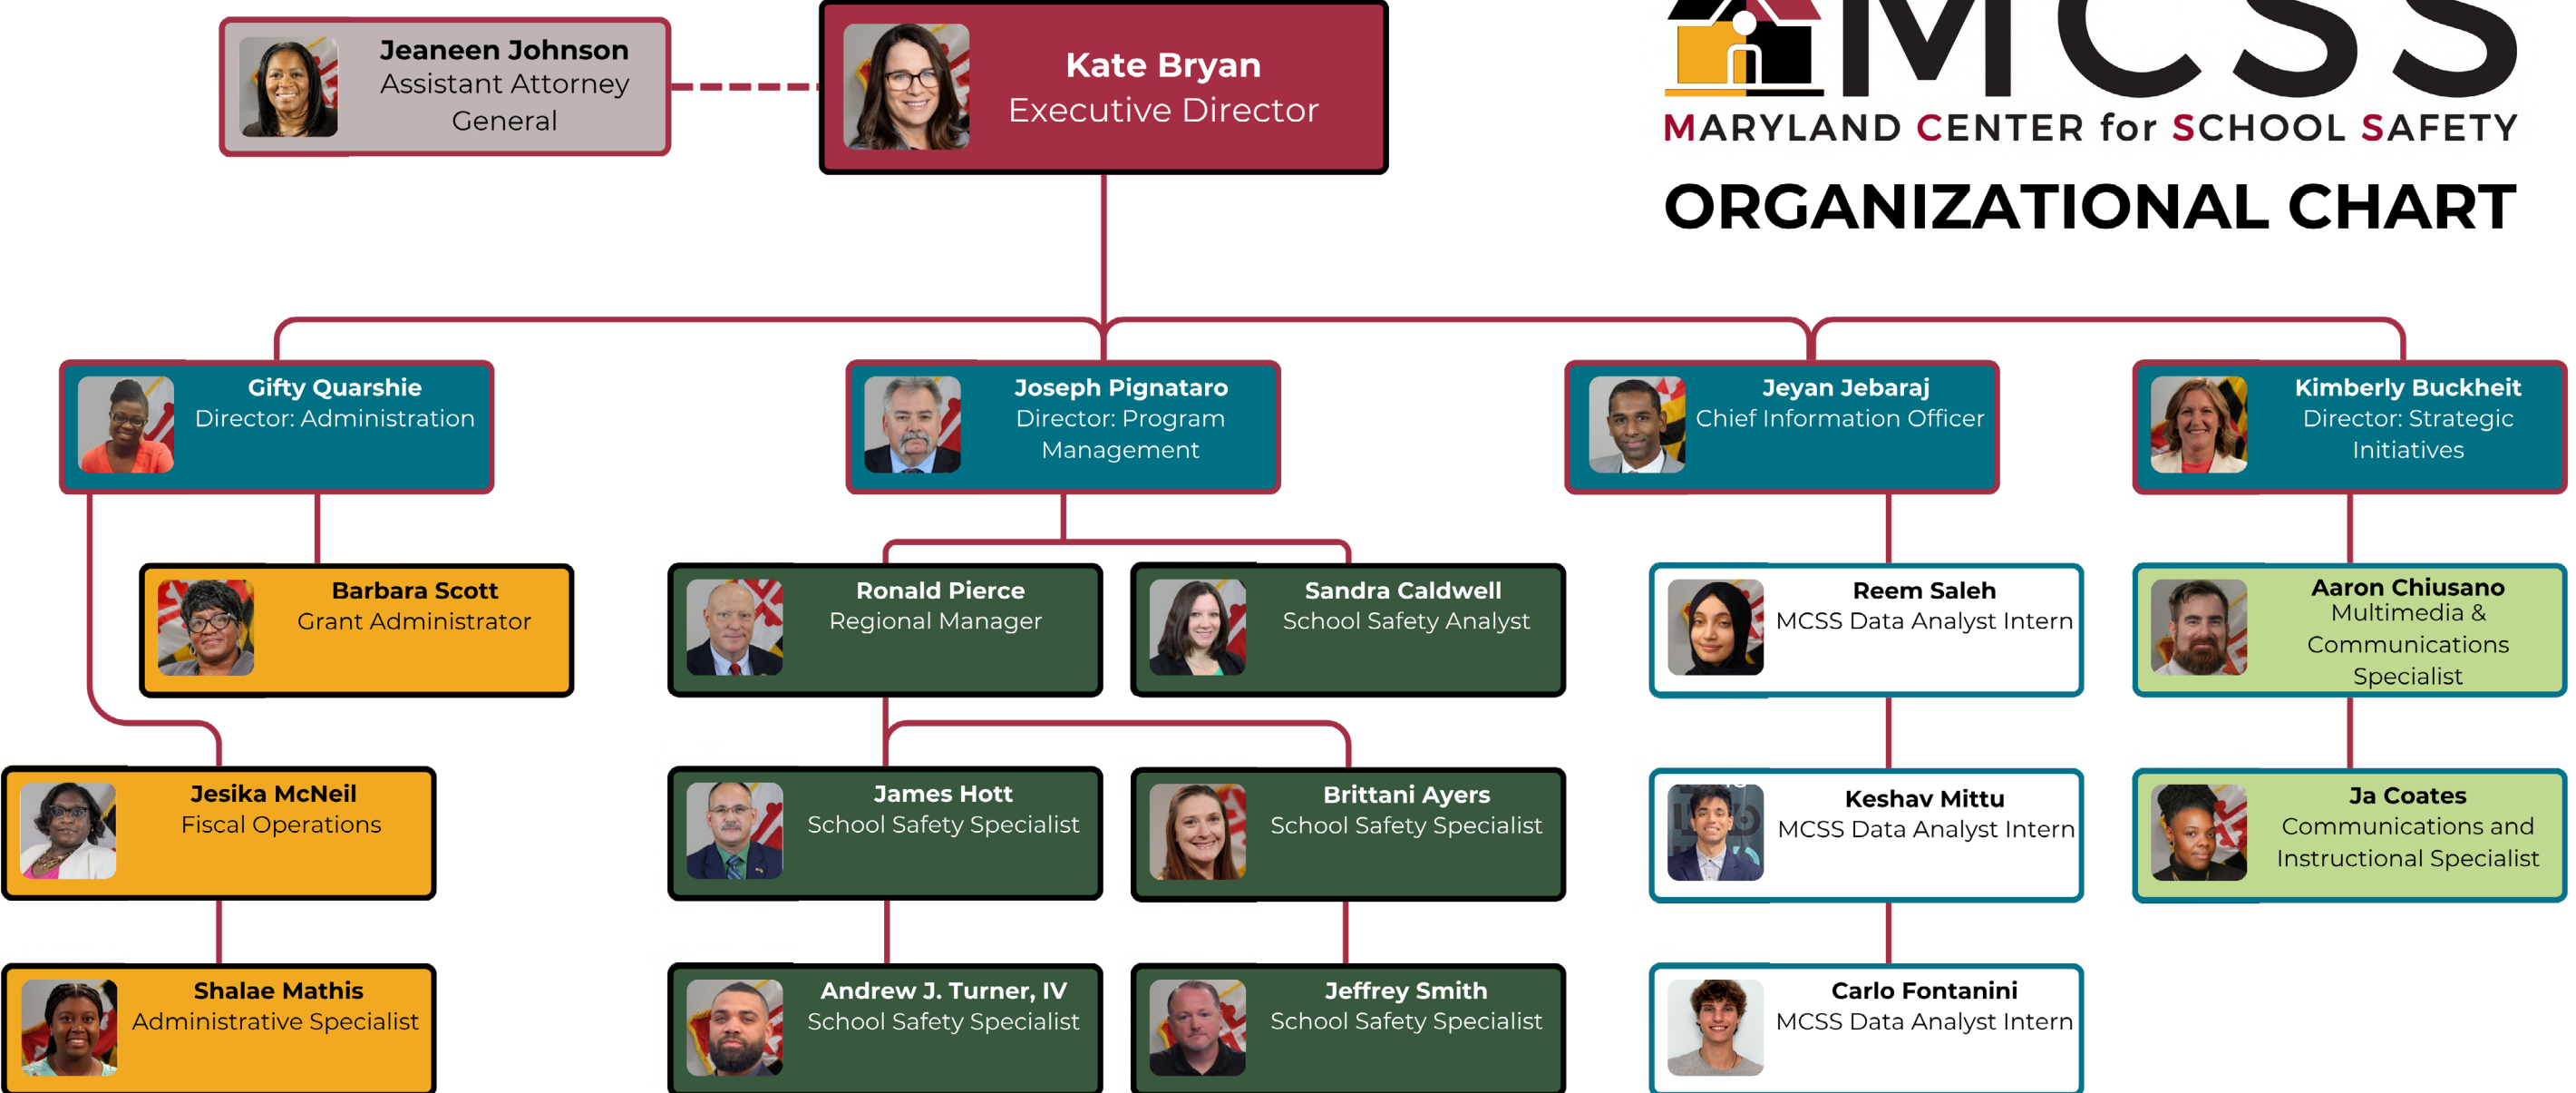 Jeaneen Johnson
Assistant Attorney
General
Kate Bryan
Executive Director
MCSS
MARYLAND CENTER for SCHOOL SAFETY
ORGANIZATIONAL CHART
Gifty Quarshie
Director: Administration
Joseph Pignataro
Director: Program
Management
Jeyan Jebaraj
Chief Information Officer
Kimberly Buckheit
Director: Strategic
Initiatives
Barbara Scott
Grant Administrator
Ronald Pierce
Regional Manager
Sandra Caldwell
School Safety Analyst
Reem Saleh
MCSS Data Analyst Intern
Aaron Chiusano
Multimedia &
Communications
Specialist
Jesika McNeil
Fiscal Operations
James Hott
School Safety Specialist
Brittani Ayers
School Safety Specialist
Keshav Mittu
MCSS Data Analyst Intern
Ja Coates
Communications and
Instructional Specialist
Shalae Mathis
Administrative Specialist
Andrew J. Turner, IV
School Safety Specialist
Jeffrey Smith
School Safety Specialist
Carlo Fontanini
MCSS Data Analyst Intern